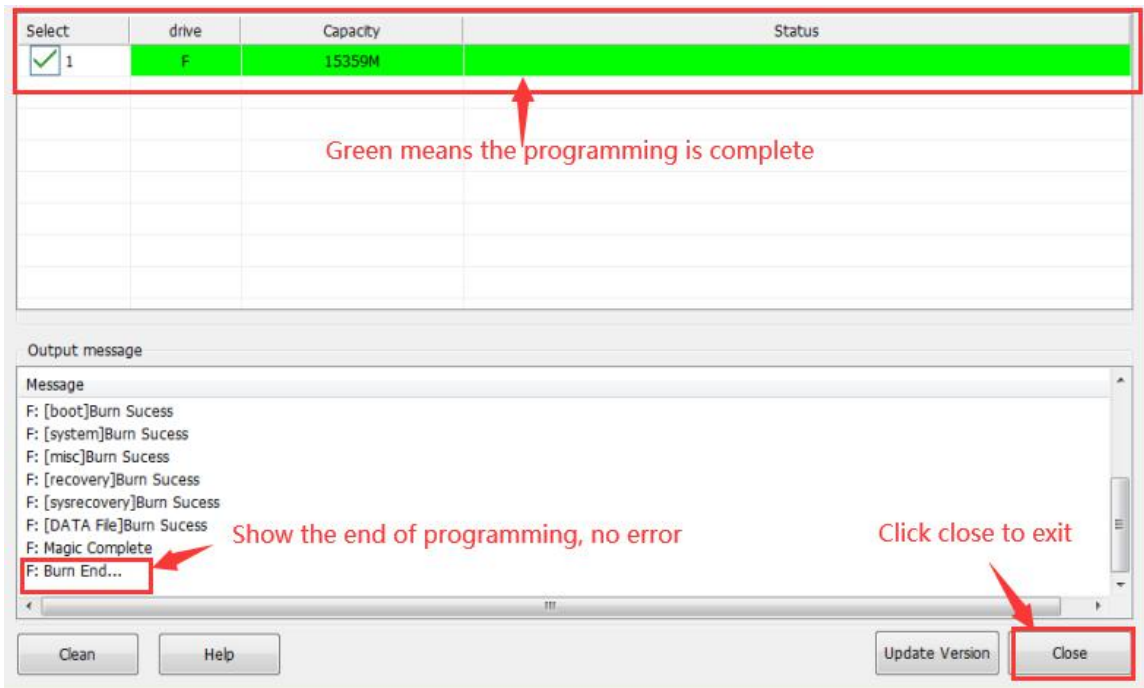 Select drive Capacity Status
1 F 15359M
Green means the programming is complete
Output message
Message
F: [boot]Burn Sucess
F: [system]Burn Sucess
F: [misc]Burn Sucess
F: [recovery]Burn Sucess
F: [sysrecovery]Burn Sucess
F: [DATA File]Burn Sucess
Show the end of programming, no error
Click close to exit
F: Magic Complete
F: Burn End...
Clean Help Update Version Close